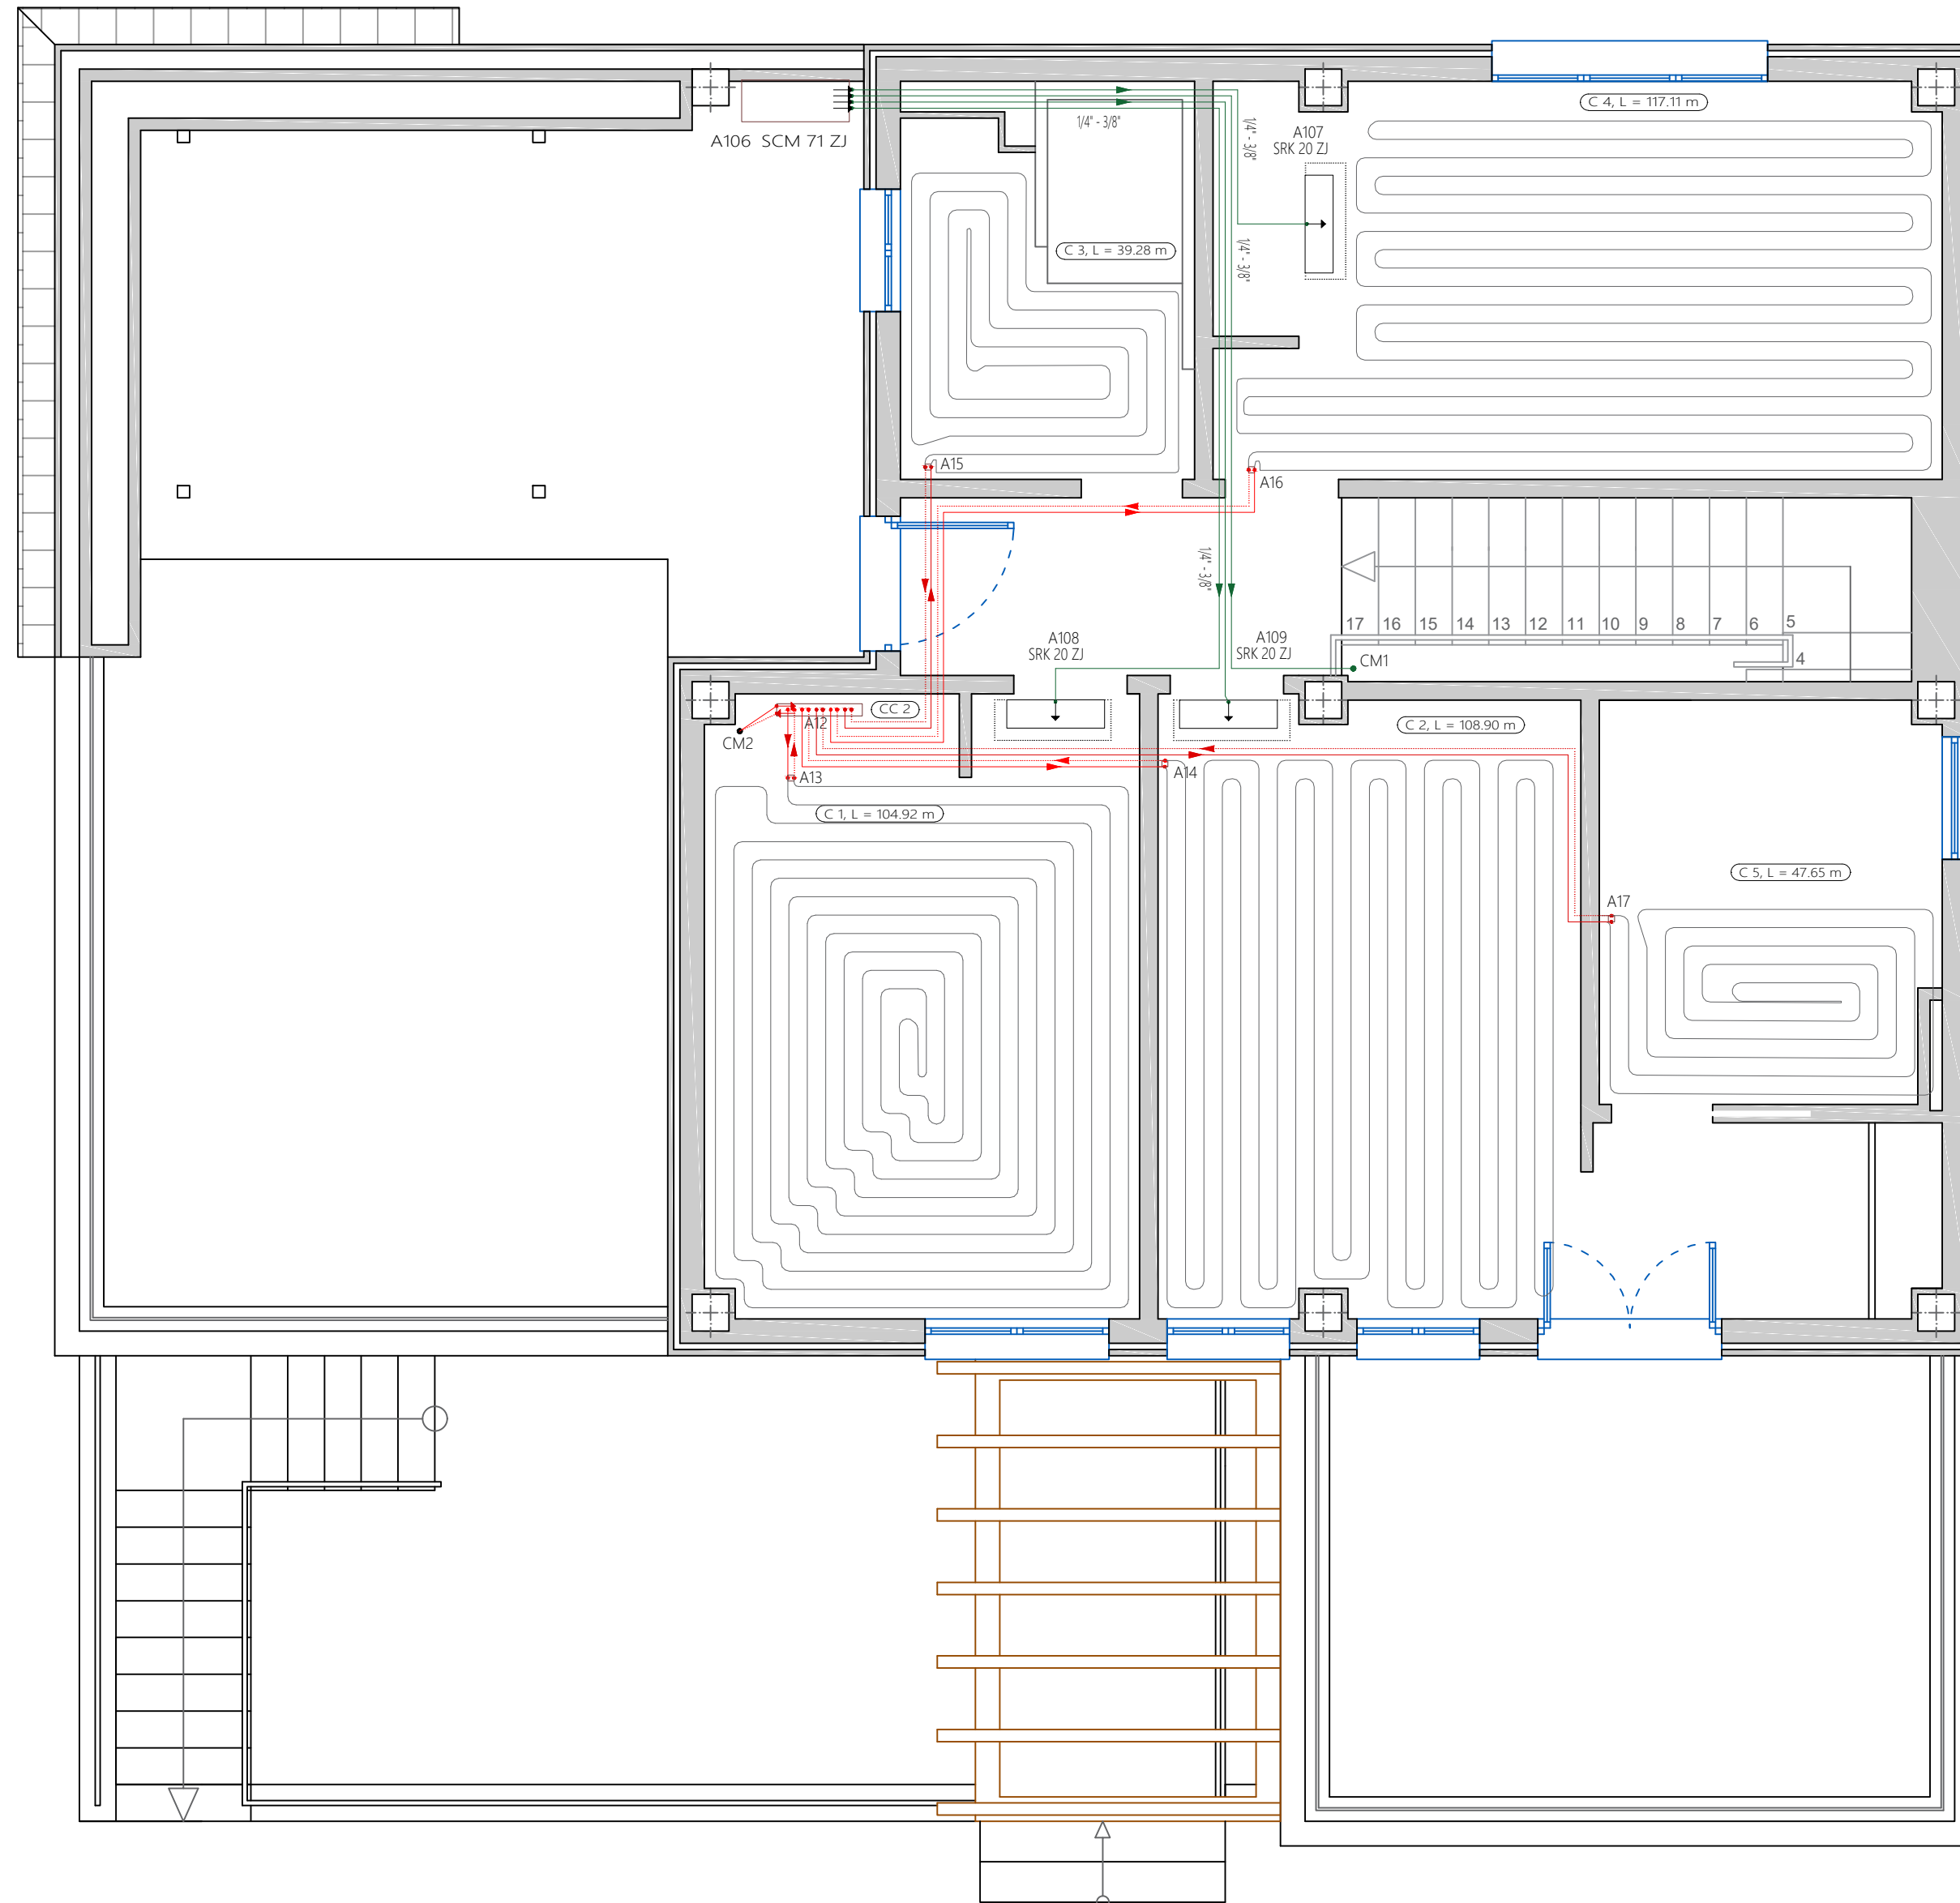 C 4, L = 117.11 m
1/4" - 3/8"
1/4" - 3/8"
A107
SRK 20 ZJ
A106 SCM 71 ZJ
C 3, L = 39.28 m
1/4" - 3/8"
A15
A16
1/4" - 3/8"
17 16 15 14 13 12 11 10 9 8 7 6 5
4
A108
SRK 20 ZJ
A109
SRK 20 ZJ
CM1
CC 2
A12
C 2, L = 108.90 m
CM2
A13
A14
C 1, L = 104.92 m
C 5, L = 47.65 m
A17